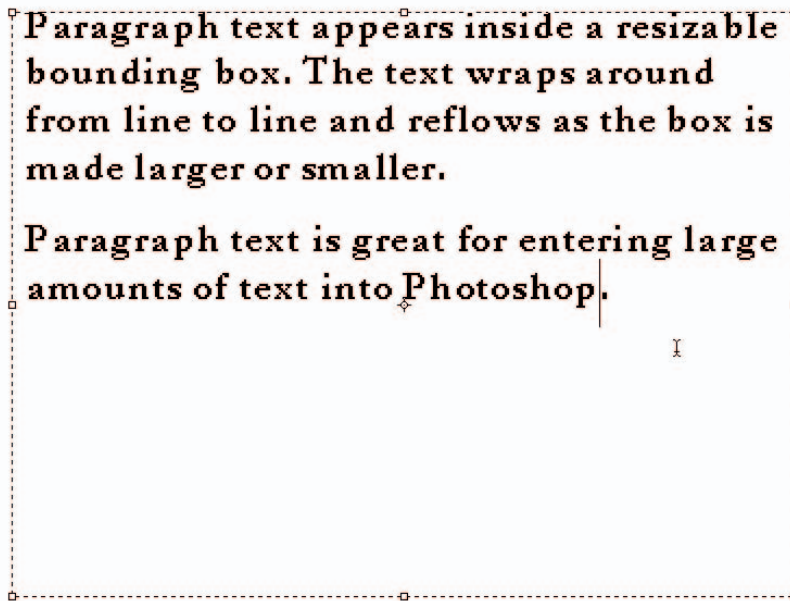 Paragraph text appears inside a resizable
bounding box. The text wraps around
from line to line and reflows as the box is
made larger or smaller.
Paragraph text is great for entering large
amounts of text into Photoshop.